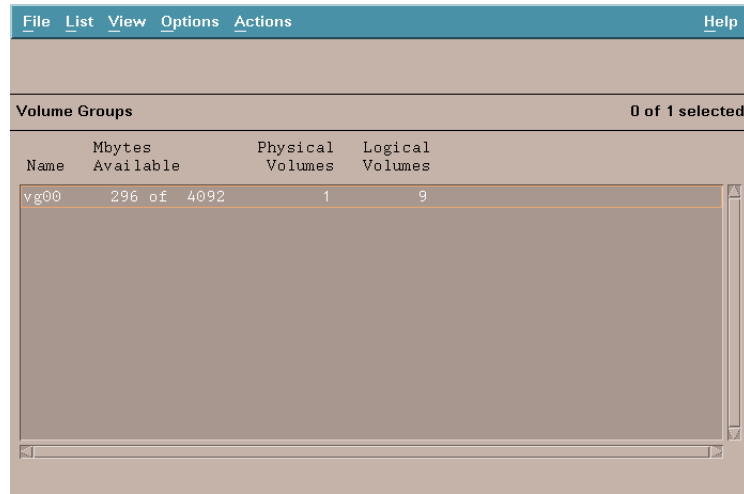 File List View Options Actions Help
Volume Groups 0 of 1 selected
Mbytes Physical Logical
Name Available Volumes Volumes
vg00 296 of 4092 1 9